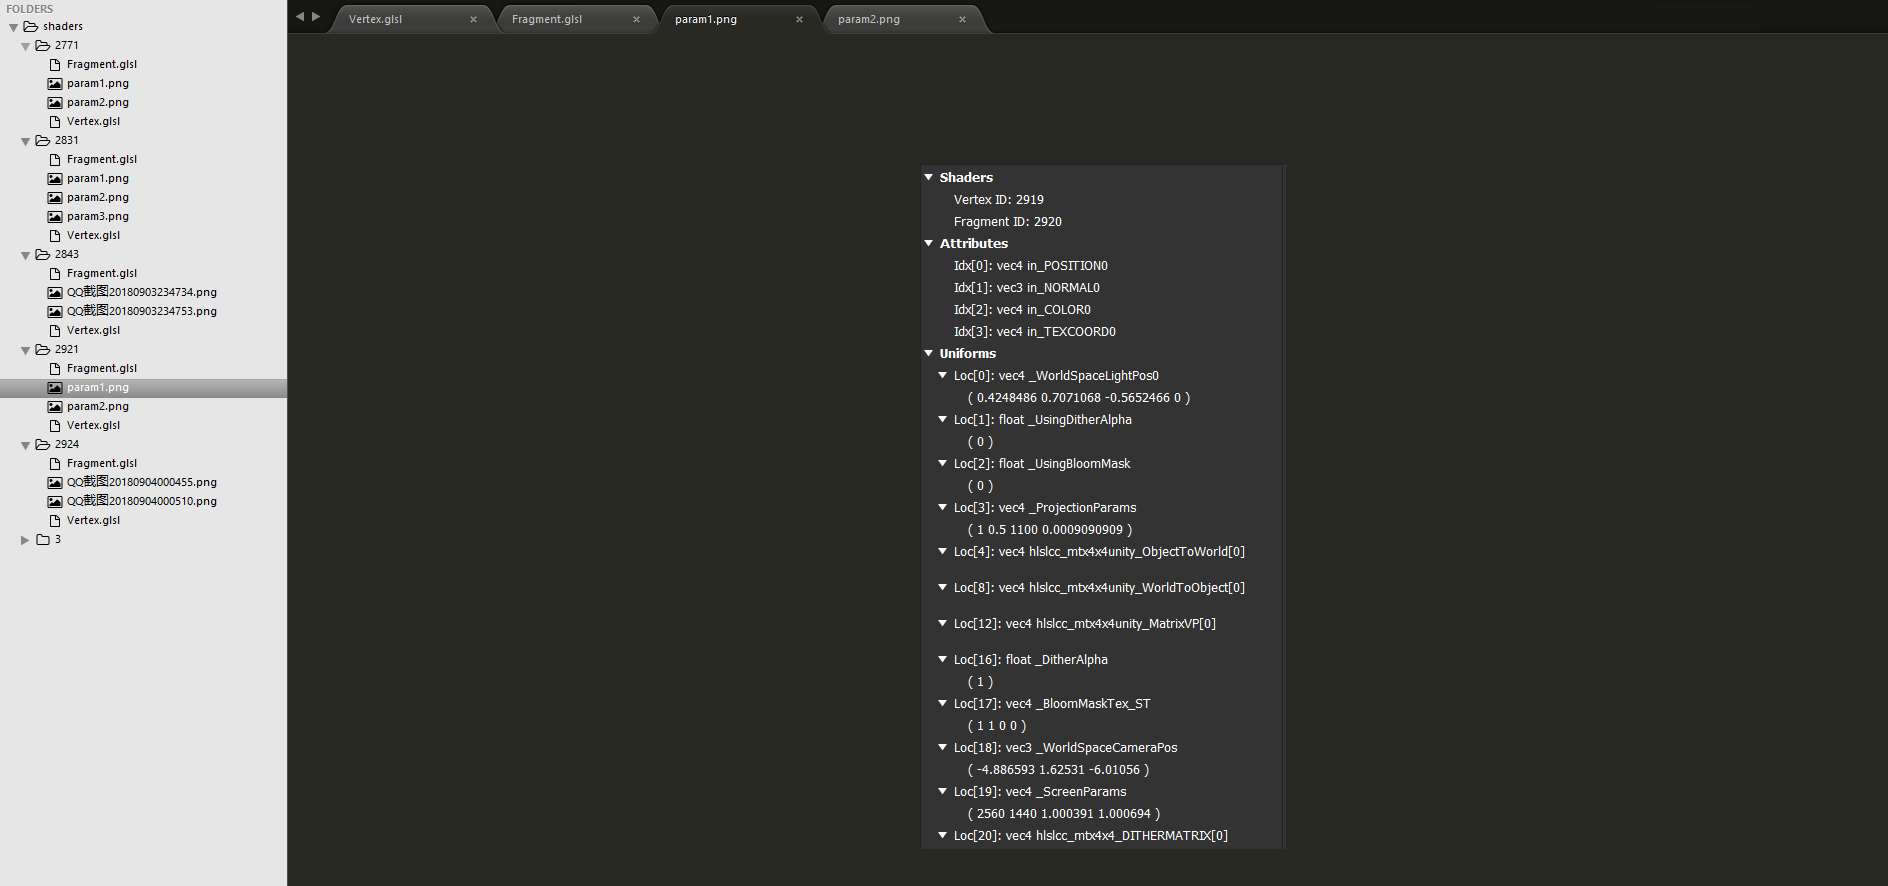 FOLDERS
shaders
2771
Fragment.glsl
param1.png
param2.png
Vertex.glsl
2831
Fragment.glsl
param1.png
param2.png
param3.png
Vertex.glsl
2843
Fragment.glsl
QQ截图20180903234734.png
QQ截图20180903234753.png
Vertex.glsl
2921
Fragment.glsl
param1.png
param2.png
Vertex.glsl
2924
Fragment.glsl
QQ截图20180904000455.png
QQ截图20180904000510.png
Vertex.glsl
3
Vertex.glsl × Fragment.glsl × param1.png × param2.png ×
Shaders
Vertex ID: 2919
Fragment ID: 2920
Attributes
Idx[0]: vec4 in_POSITION0
Idx[1]: vec3 in_NORMAL0
Idx[2]: vec4 in_COLOR0
Idx[3]: vec4 in_TEXCOORD0
Uniforms
Loc[0]: vec4 _WorldSpaceLightPos0
( 0.4248486 0.7071068 -0.5652466 0 )
Loc[1]: float _UsingDitherAlpha
( 0 )
Loc[2]: float _UsingBloomMask
( 0 )
Loc[3]: vec4 _ProjectionParams
( 1 0.5 1100 0.0009090909 )
Loc[4]: vec4 hlslcc_mtx4x4unity_ObjectToWorld[0]
Loc[8]: vec4 hlslcc_mtx4x4unity_WorldToObject[0]
Loc[12]: vec4 hlslcc_mtx4x4unity_MatrixVP[0]
Loc[16]: float _DitherAlpha
( 1 )
Loc[17]: vec4 _BloomMaskTex_ST
( 1 1 0 0 )
Loc[18]: vec3 _WorldSpaceCameraPos
( -4.886593 1.62531 -6.01056 )
Loc[19]: vec4 _ScreenParams
( 2560 1440 1.000391 1.000694 )
Loc[20]: vec4 hlslcc_mtx4x4_DITHERMATRIX[0]